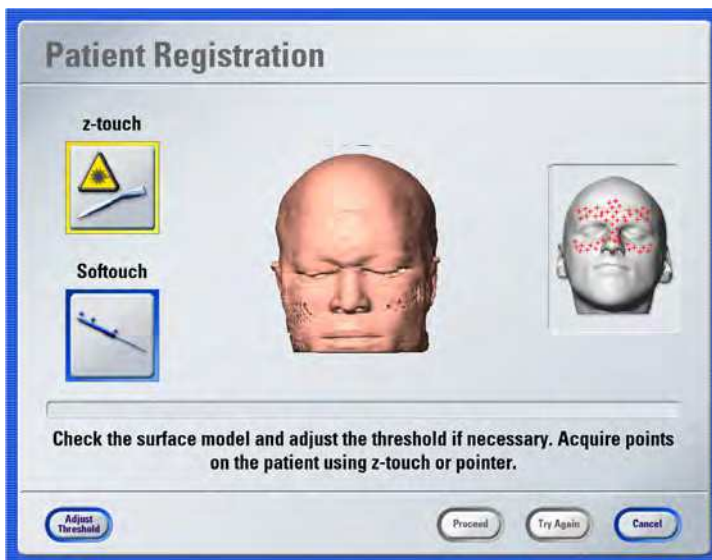 Patient Registration
z-touch
Softouch
Check the surface model and adjust the threshold if necessary. Acquire points
on the patient using z-touch or pointer.
Adjust
Threshold
Proceed
Try Again
Cancel